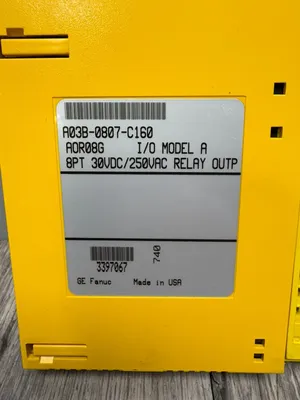 A03B-0807-C160
AOR08G I/O MODEL A
8PT 30VDC/250VAC RELAY OUTP
740
3397067
GE Fanuc Made in USA